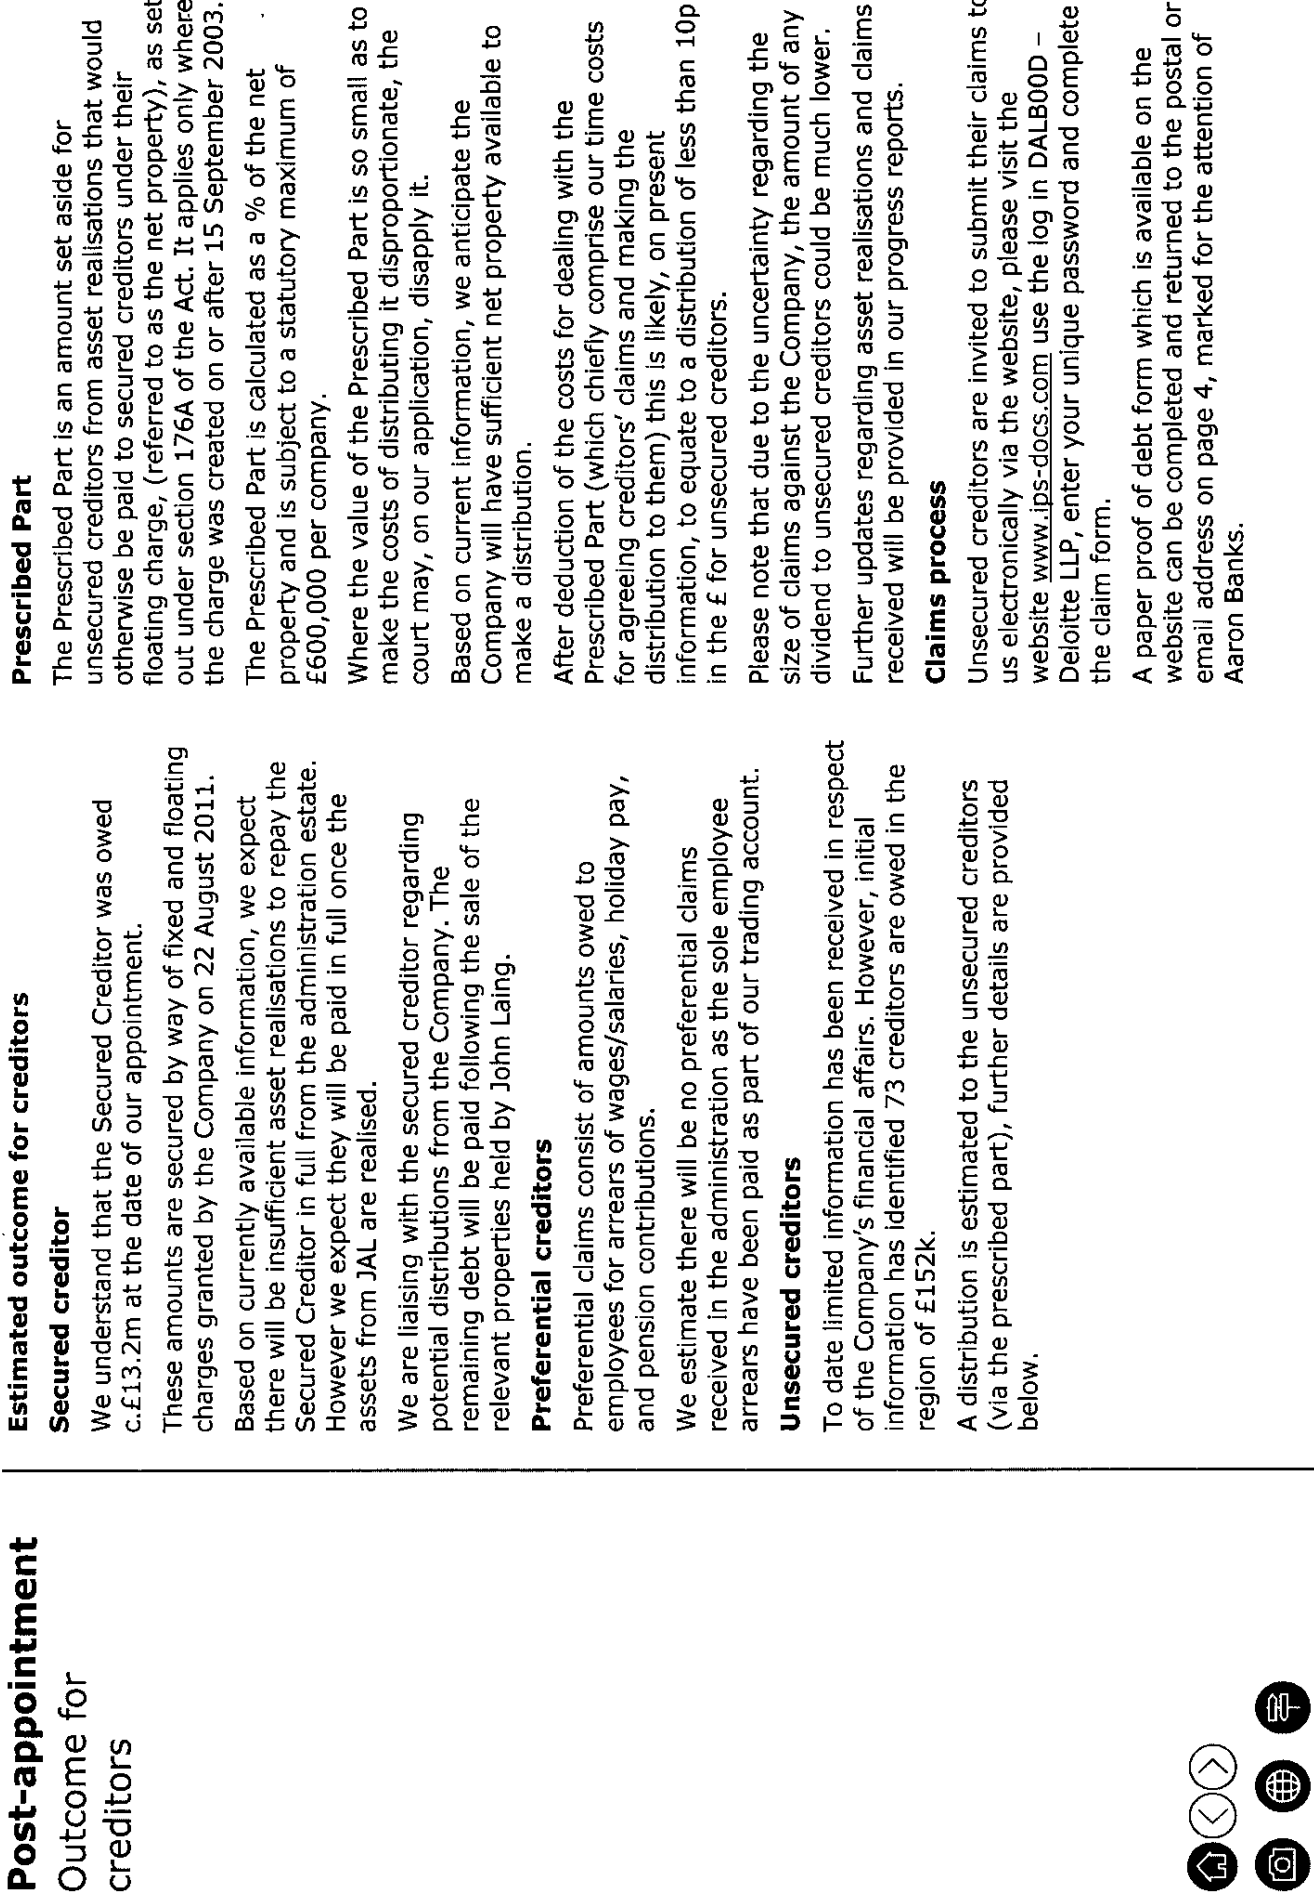 Post-appointment
Outcome for
creditors
Estimated outcome for creditors
Secured creditor
We understand that the Secured Creditor was owed
c.£13.2m at the date of our appointment.
These amounts are secured by way of fixed and floating
charges granted by the Company on 22 August 2011.
Based on currently available information, we expect
there will be insufficient asset realisations to repay the
Secured Creditor in full from the administration estate.
However we expect they will be paid in full once the
assets from JAL are realised.
We are liaising with the secured creditor regarding
potential distributions from the Company. The
remaining debt will be paid following the sale of the
relevant properties held by John Laing.
Preferential creditors
Preferential claims consist of amounts owed to
employees for arrears of wages/salaries, holiday pay,
and pension contributions.
We estimate there will be no preferential claims
received in the administration as the sole employee
arrears have been paid as part of our trading account.
Unsecured creditors
To date limited information has been received in respect
of the Company's financial affairs. However, initial
information has identified 73 creditors are owed in the
region of £152k.
A distribution is estimated to the unsecured creditors
(via the prescribed part), further details are provided
below.
Prescribed Part
The Prescribed Part is an amount set aside for
unsecured creditors from asset realisations that would
otherwise be paid to secured creditors under their
floating charge, (referred to as the net property), as set
out under section 176A of the Act. It applies only where
the charge was created on or after 15 September 2003.
The Prescribed Part is calculated as a % of the net
property and is subject to a statutory maximum of
£600,000 per company.
Where the value of the Prescribed Part is so small as to
make the costs of distributing it disproportionate, the
court may, on our application, disapply it.
Based on current information, we anticipate the
Company will have sufficient net property available to
make a distribution.
After deduction of the costs for dealing with the
Prescribed Part (which chiefly comprise our time costs
for agreeing creditors' claims and making the
distribution to them) this is likely, on present
information, to equate to a distribution of less than 10p
in the £ for unsecured creditors.
Please note that due to the uncertainty regarding the
size of claims against the Company, the amount of any
dividend to unsecured creditors could be much lower.
Further updates regarding asset realisations and claims
received will be provided in our progress reports.
Claims process
Unsecured creditors are invited to submit their claims to
us electronically via the website, please visit the
website www.ips-docs.com use the log in DALB00D –
Deloitte LLP, enter your unique password and complete
the claim form.
A paper proof of debt form which is available on the
website can be completed and returned to the postal or
email address on page 4, marked for the attention of
Aaron Banks.